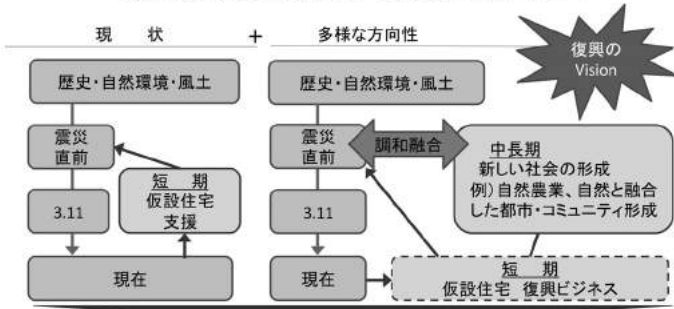 現　状
+
多様な方向性
復興の
Vision
歴史・自然環境・風土
震災
直前
短　期
仮設住宅
支援
3.11
現在
歴史・自然環境・風土
震災
直前
調和融合
中長期
新しい社会の形成
例）自然農業、自然と融合
した都市・コミュニティ形成
3.11
現在
短　期
仮設住宅 復興ビジネス